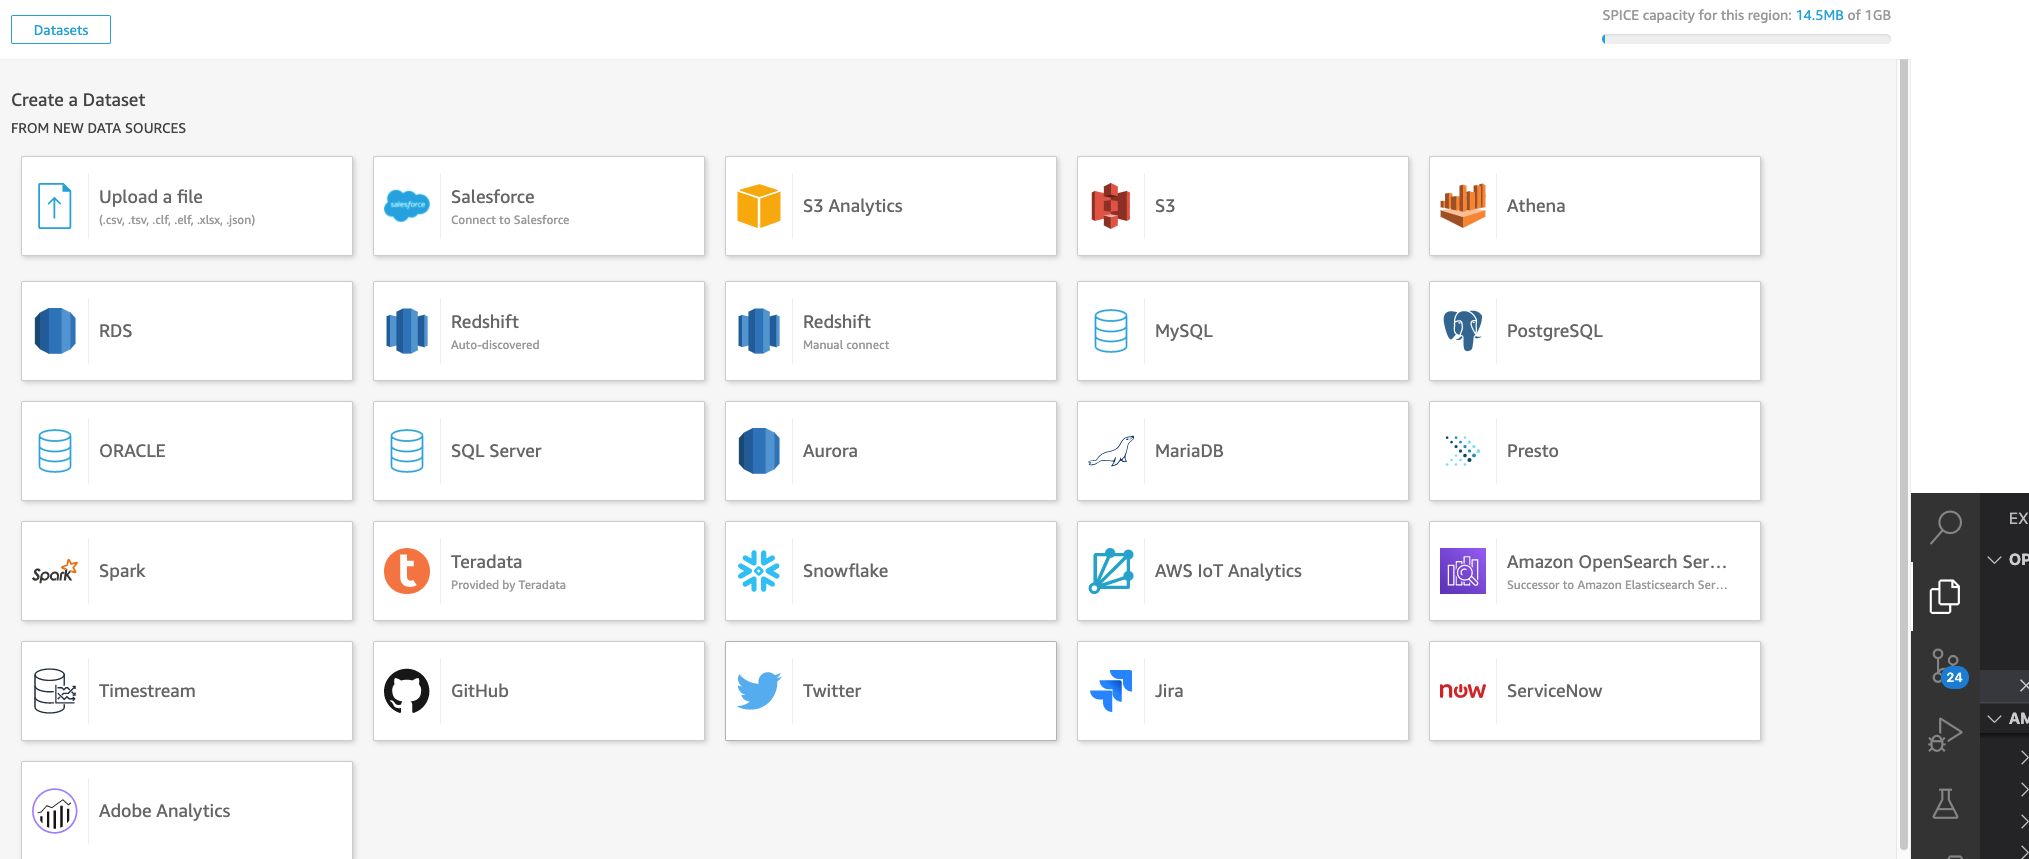 Datasets
SPICE capacity for this region: 14.5MB of 1GB
Create a Dataset
FROM NEW DATA SOURCES
Upload a file
(.csv, .tsv, .clf, .elf, .xlsx, .json)
salesforce
Salesforce
Connect to Salesforce
S3 Analytics
S3
Athena
RDS
Redshift
Auto-discovered
Redshift
Manual connect
MySQL
PostgreSQL
ORACLE
SQL Server
Aurora
MariaDB
Presto
Spark
Spark
t
Teradata
Provided by Teradata
Snowflake
AWS IoT Analytics
Amazon OpenSearch Ser...
Successor to Amazon Elasticsearch Ser...
Timestream
GitHub
Twitter
Jira
now
ServiceNow
Adobe Analytics
EX
OP
24
AM